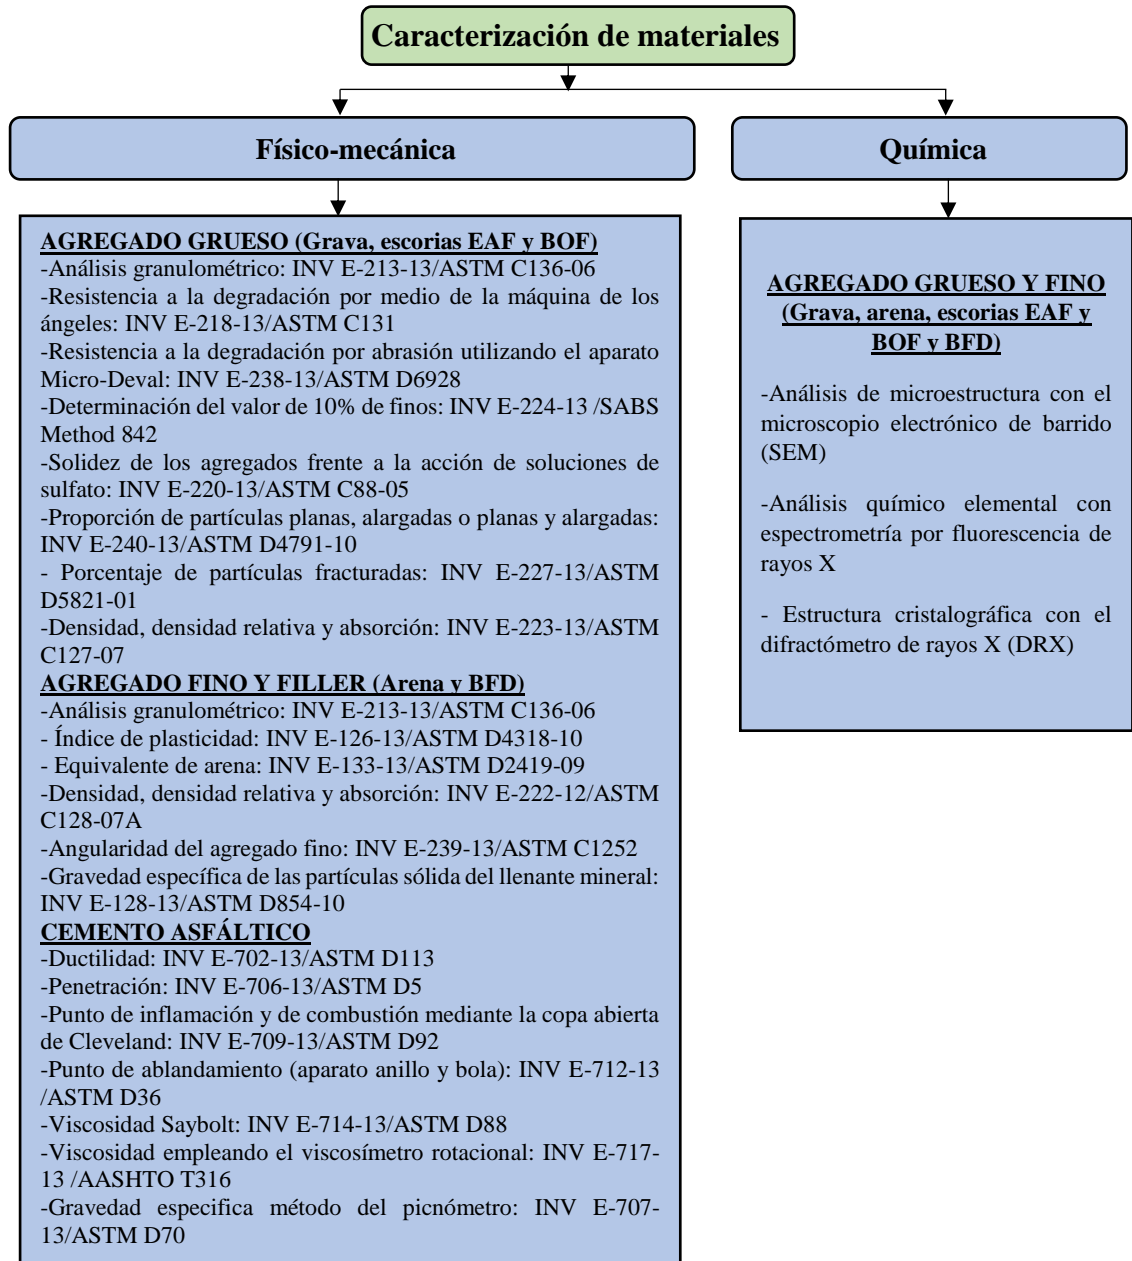 Caracterización de materiales
Físico-mecánica
Química
AGREGADO GRUESO (Grava, escorias EAF y BOF)
-Análisis granulométrico: INV E-213-13/ASTM C136-06
-Resistencia a la degradación por medio de la máquina de los
ángeles: INV E-218-13/ASTM C131
-Resistencia a la degradación por abrasión utilizando el aparato
Micro-Deval: INV E-238-13/ASTM D6928
-Determinación del valor de 10% de finos: INV E-224-13 /SABS
Method 842
-Solidez de los agregados frente a la acción de soluciones de
sulfato: INV E-220-13/ASTM C88-05
-Proporción de partículas planas, alargadas o planas y alargadas:
INV E-240-13/ASTM D4791-10
- Porcentaje de partículas fracturadas: INV E-227-13/ASTM
D5821-01
-Densidad, densidad relativa y absorción: INV E-223-13/ASTM
C127-07
AGREGADO FINO Y FILLER (Arena y BFD)
-Análisis granulométrico: INV E-213-13/ASTM C136-06
- Índice de plasticidad: INV E-126-13/ASTM D4318-10
- Equivalente de arena: INV E-133-13/ASTM D2419-09
-Densidad, densidad relativa y absorción: INV E-222-12/ASTM
C128-07A
-Angularidad del agregado fino: INV E-239-13/ASTM C1252
-Gravedad específica de las partículas sólida del llenante mineral:
INV E-128-13/ASTM D854-10
CEMENTO ASFÁLTICO
-Ductilidad: INV E-702-13/ASTM D113
-Penetración: INV E-706-13/ASTM D5
-Punto de inflamación y de combustión mediante la copa abierta
de Cleveland: INV E-709-13/ASTM D92
-Punto de ablandamiento (aparato anillo y bola): INV E-712-13
/ASTM D36
-Viscosidad Saybolt: INV E-714-13/ASTM D88
-Viscosidad empleando el viscosímetro rotacional: INV E-717-
13 /AASHTO T316
-Gravedad especifica método del picnómetro: INV E-707-
13/ASTM D70
AGREGADO GRUESO Y FINO
(Grava, arena, escorias EAF y
BOF y BFD)
-Análisis de microestructura con el
microscopio electrónico de barrido
(SEM)
-Análisis químico elemental con
espectrometría por fluorescencia de
rayos X
- Estructura cristalográfica con el
difractómetro de rayos X (DRX)